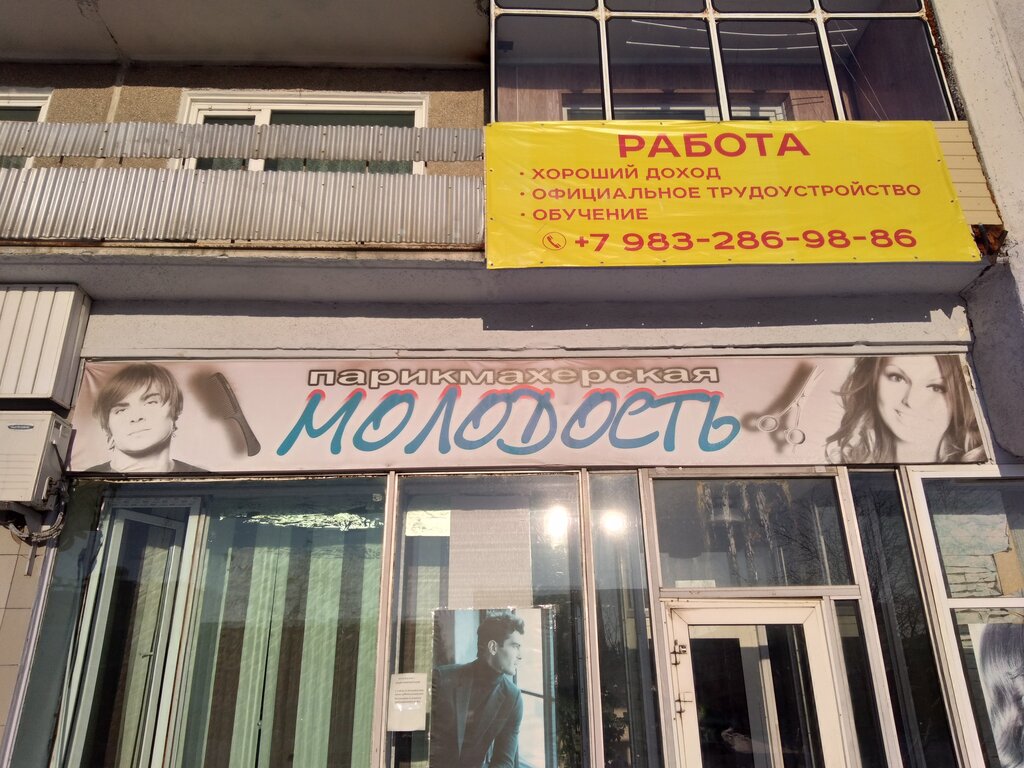 РАБОТА
· ХОРОШИЙ ДОХОД
· ОФИЦИАЛЬНОЕ ТРУДОУСТРОЙСТВО
· ОБУЧЕНИЕ
+7 983-286-98-86
парикмахерская
МОЛОДОСТЬ